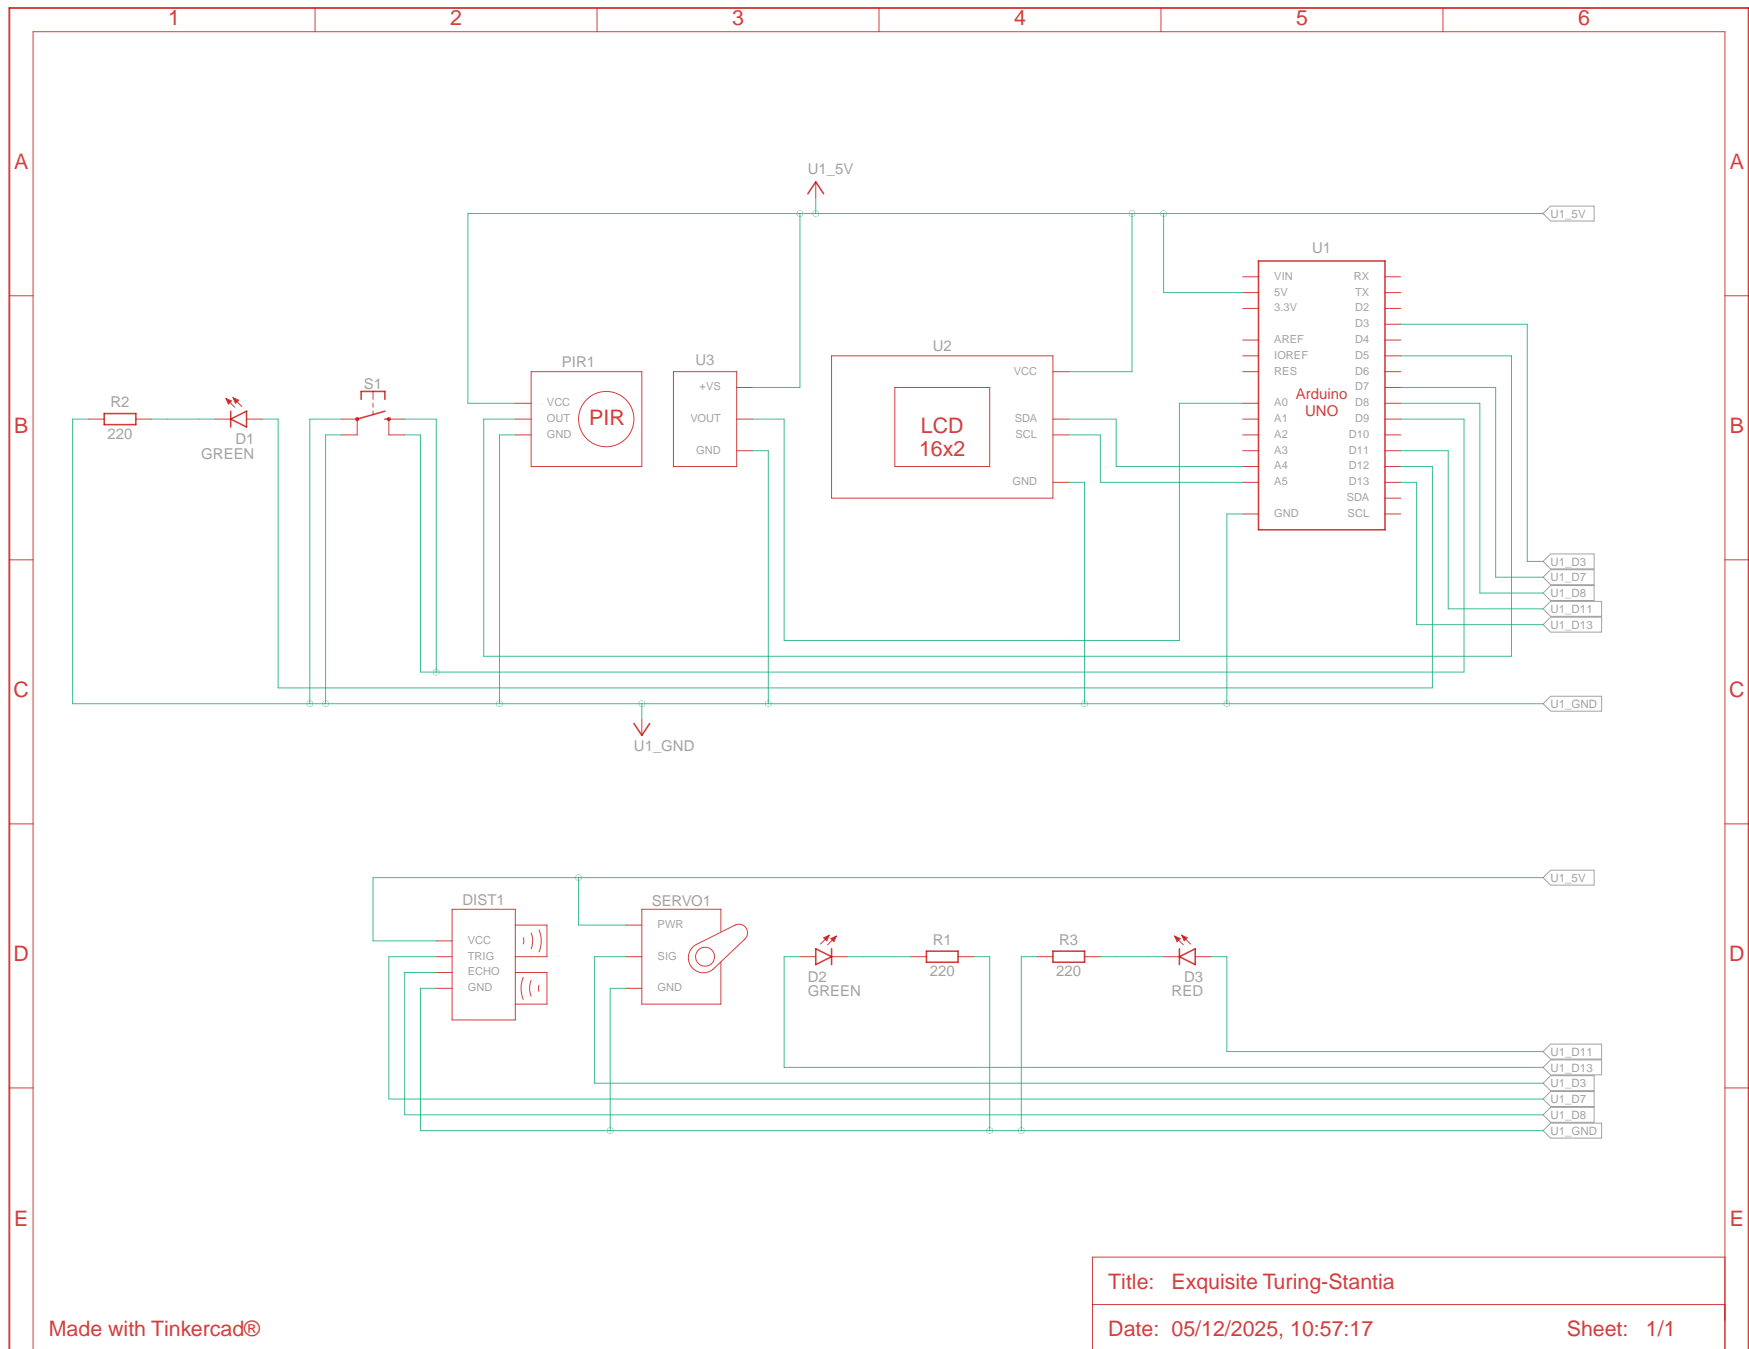 1 2 3 4 5 6
A A
U1_5V
U1_5V
U1
VIN RX
5V TX
3.3V D2
D3
AREF D4
IOREF D5
RES D6
D7
A0 D8
A1 D9
A2 D10
A3 D11
A4 D12
A5 D13
SDA
GND SCL
Arduino
UNO
B B
R2
220
D1
GREEN
S1
PIR1
VCC
OUT
GND
PIR
U3
+VS
VOUT
GND
U2
VCC
SDA
SCL
GND
LCD
16x2
U1_D3
U1_D7
U1_D8
U1_D11
U1_D13
C C
U1_GND
U1_GND
U1_5V
D D
DIST1
VCC
TRIG
ECHO
GND
SERVO1
PWR
SIG
GND
D2
GREEN
R1
220
R3
220
D3
RED
U1_D11
U1_D13
U1_D3
U1_D7
U1_D8
U1_GND
E E
Title: Exquisite Turing-Stantia
Made with Tinkercad®
Date: 05/12/2025, 10:57:17 Sheet: 1/1